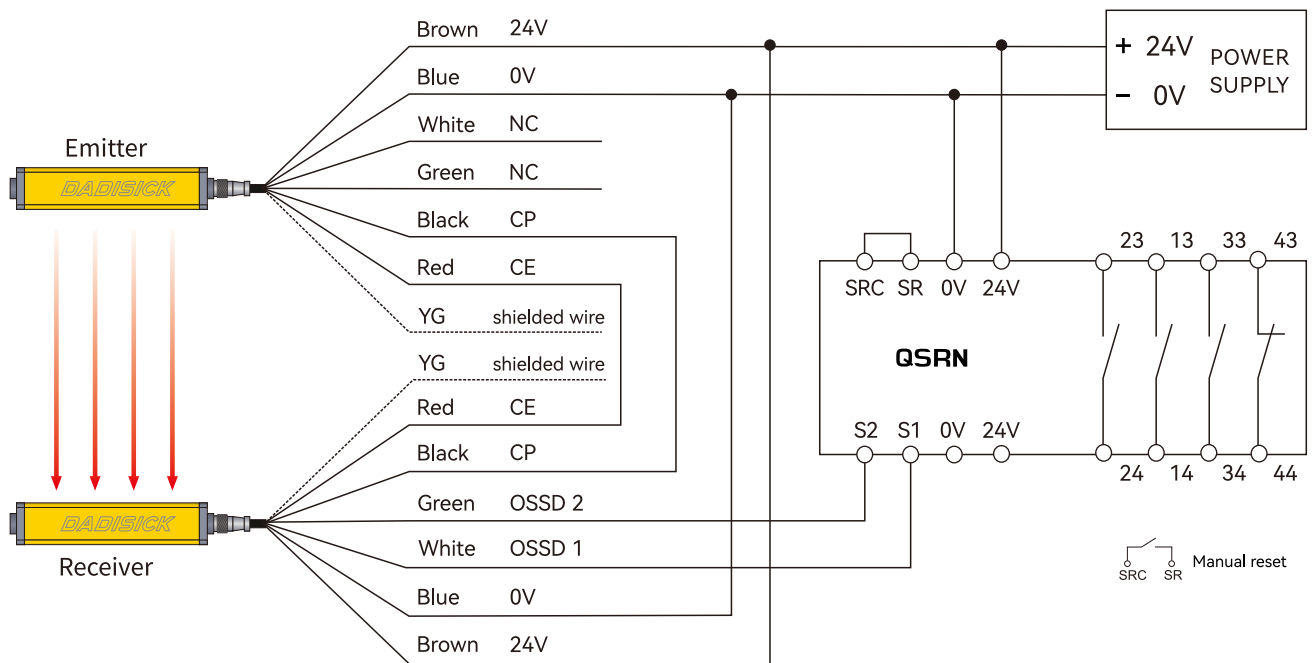 Brown 24V
Blue 0V
White NC
Green NC
Black CP
Red CE
YG shielded wire
YG shielded wire
Red CE
Black CP
Green OSSD 2
White OSSD 1
Blue 0V
Brown 24V
Emitter
DADISICK
DADISICK
Receiver
+ 24V
- 0V
POWER
SUPPLY
23 13 33 43
SRC SR 0V 24V
QSRN
S2 S1 0V 24V
24 14 34 44
SRC SR
Manual reset